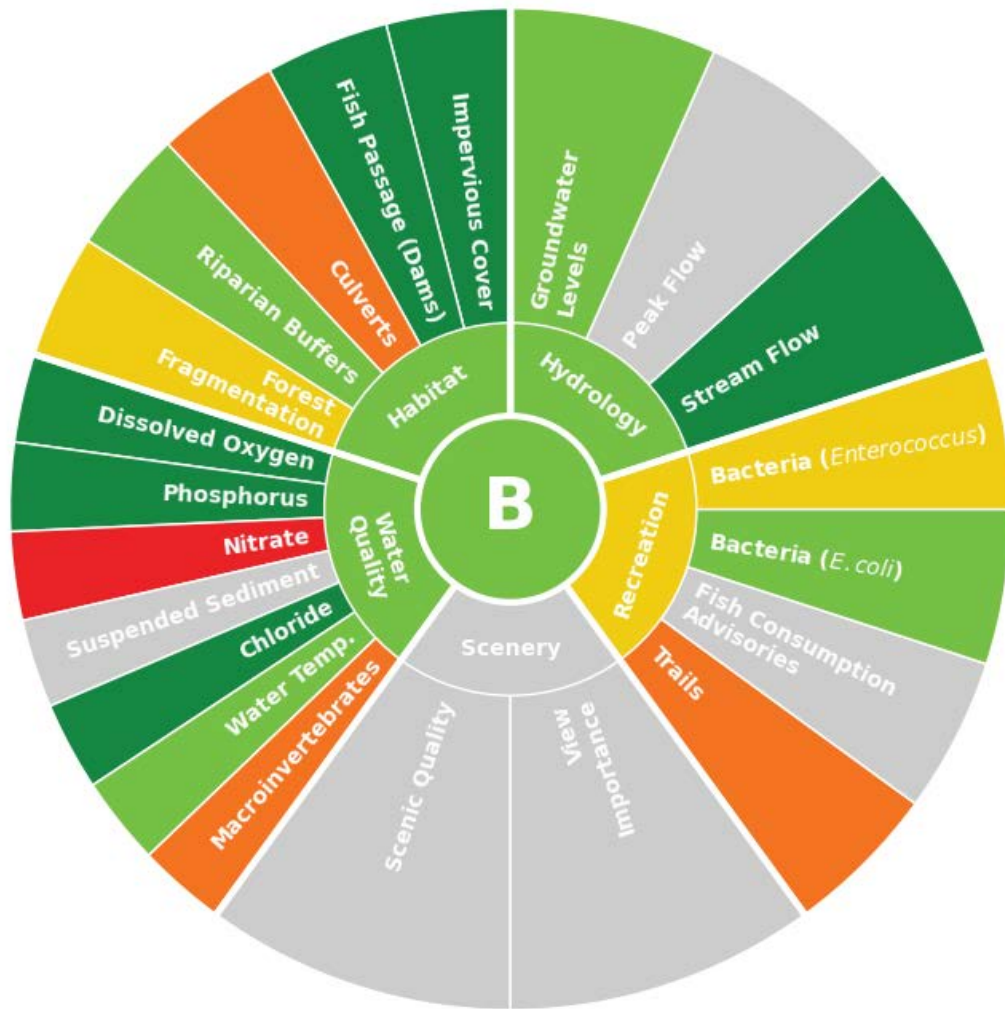 B
Hydrology
Groundwater
Levels
Peak Flow
Stream Flow
Recreation
Bacteria (Enterococcus)
Bacteria (E. coli)
Fish Consumption
Advisories
Trails
Scenery
View
Importance
Scenic Quality
Water
Quality
Macroinvertebrates
Water Temp.
Chloride
Suspended Sediment
Nitrate
Phosphorus
Dissolved Oxygen
Habitat
Forest
Fragmentation
Riparian Buffers
Culverts
Fish Passage (Dams)
Impervious Cover